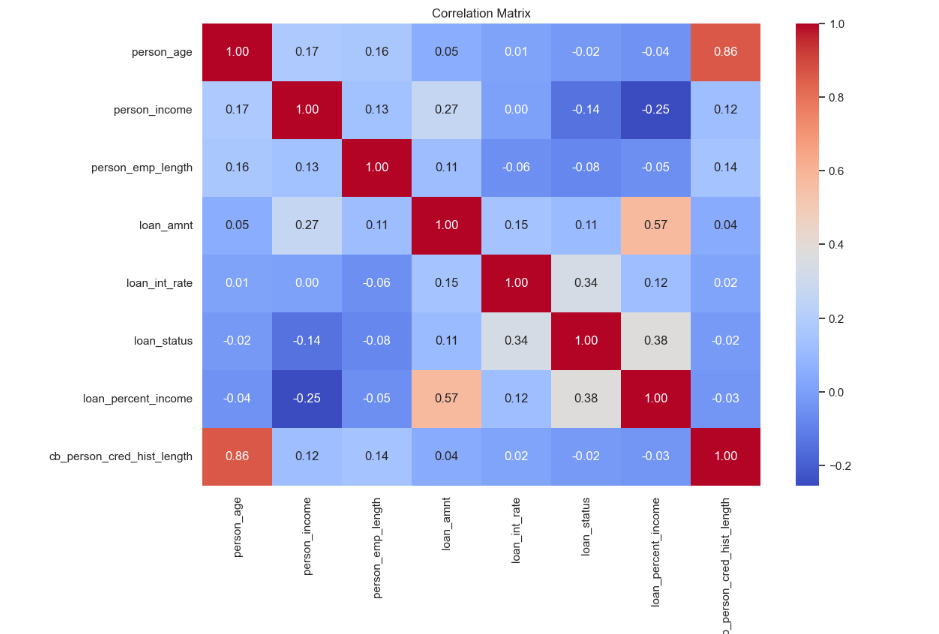 Correlation Matrix
person_age 1.00 0.17 0.16 0.05 0.01 -0.02 -0.04 0.86
person_income 0.17 1.00 0.13 0.27 0.00 -0.14 -0.25 0.12
person_emp_length 0.16 0.13 1.00 0.11 -0.06 -0.08 -0.05 0.14
loan_amnt 0.05 0.27 0.11 1.00 0.15 0.11 0.57 0.04
loan_int_rate 0.01 0.00 -0.06 0.15 1.00 0.34 0.12 0.02
loan_status -0.02 -0.14 -0.08 0.11 0.34 1.00 0.38 -0.02
loan_percent_income -0.04 -0.25 -0.05 0.57 0.12 0.38 1.00 -0.03
cb_person_cred_hist_length 0.86 0.12 0.14 0.04 0.02 -0.02 -0.03 1.00
person_age
person_income
person_emp_length
loan_amnt
loan_int_rate
loan_status
loan_percent_income
b_person_cred_hist_length
1.0
0.8
0.6
0.4
0.2
0.0
−0.2